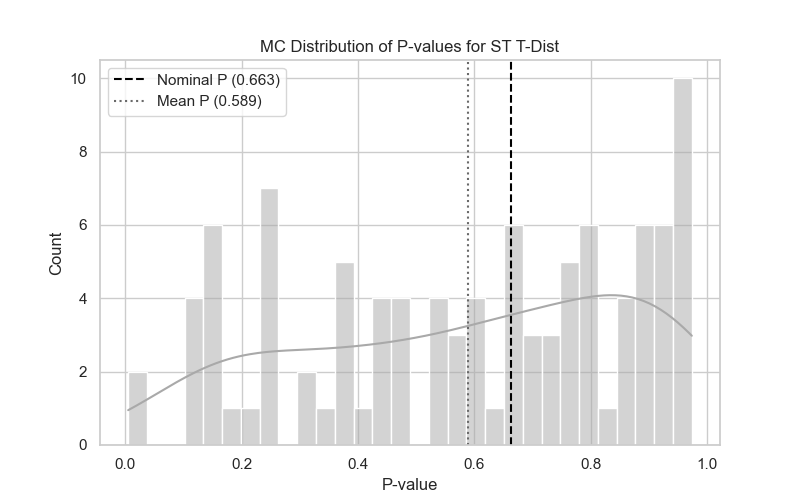 MC Distribution of P-values for ST T-Dist
Nominal P (0.663)
Mean P (0.589)
10
8
6
4
2
0
Count
0.0 0.2 0.4 0.6 0.8 1.0
P-value